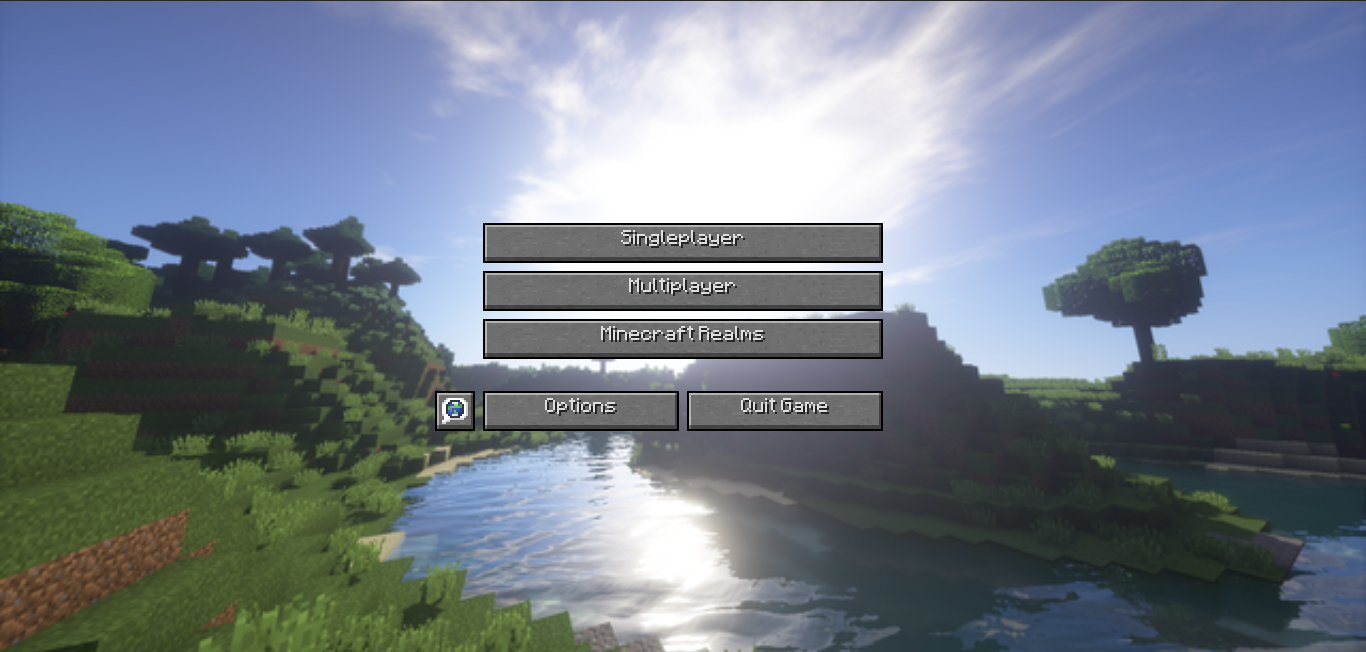 Singleplayer
Multiplayer
Minecraft Realms
Options
Quit Game